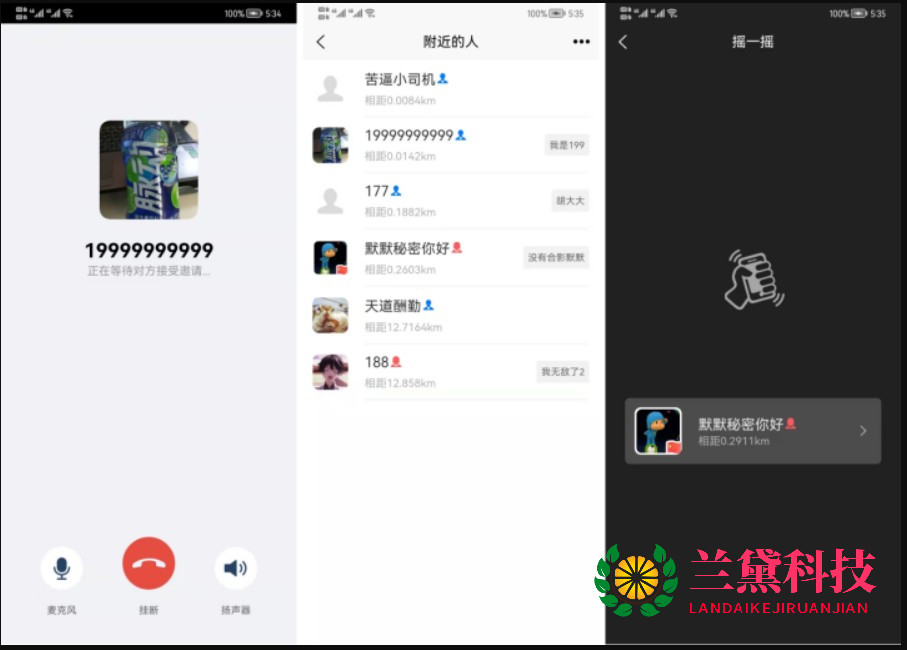 100% 5:34
脉动
19999999999
正在等待对方接受邀请...
麦克风
挂断
扬声器
100% 5:35
附近的人
苦逼小司机
相距0.0084km
19999999999
相距0.0142km
我是199
177
相距0.1882km
胡大大
默默秘密你好
相距0.2603km
没有合影默默
天道酬勤
相距12.7164km
188
相距12.858km
我无敌了2
100% 5:35
摇一摇
默默秘密你好
相距0.2911km
兰黛科技
LANDAIKEJIRUANJIAN